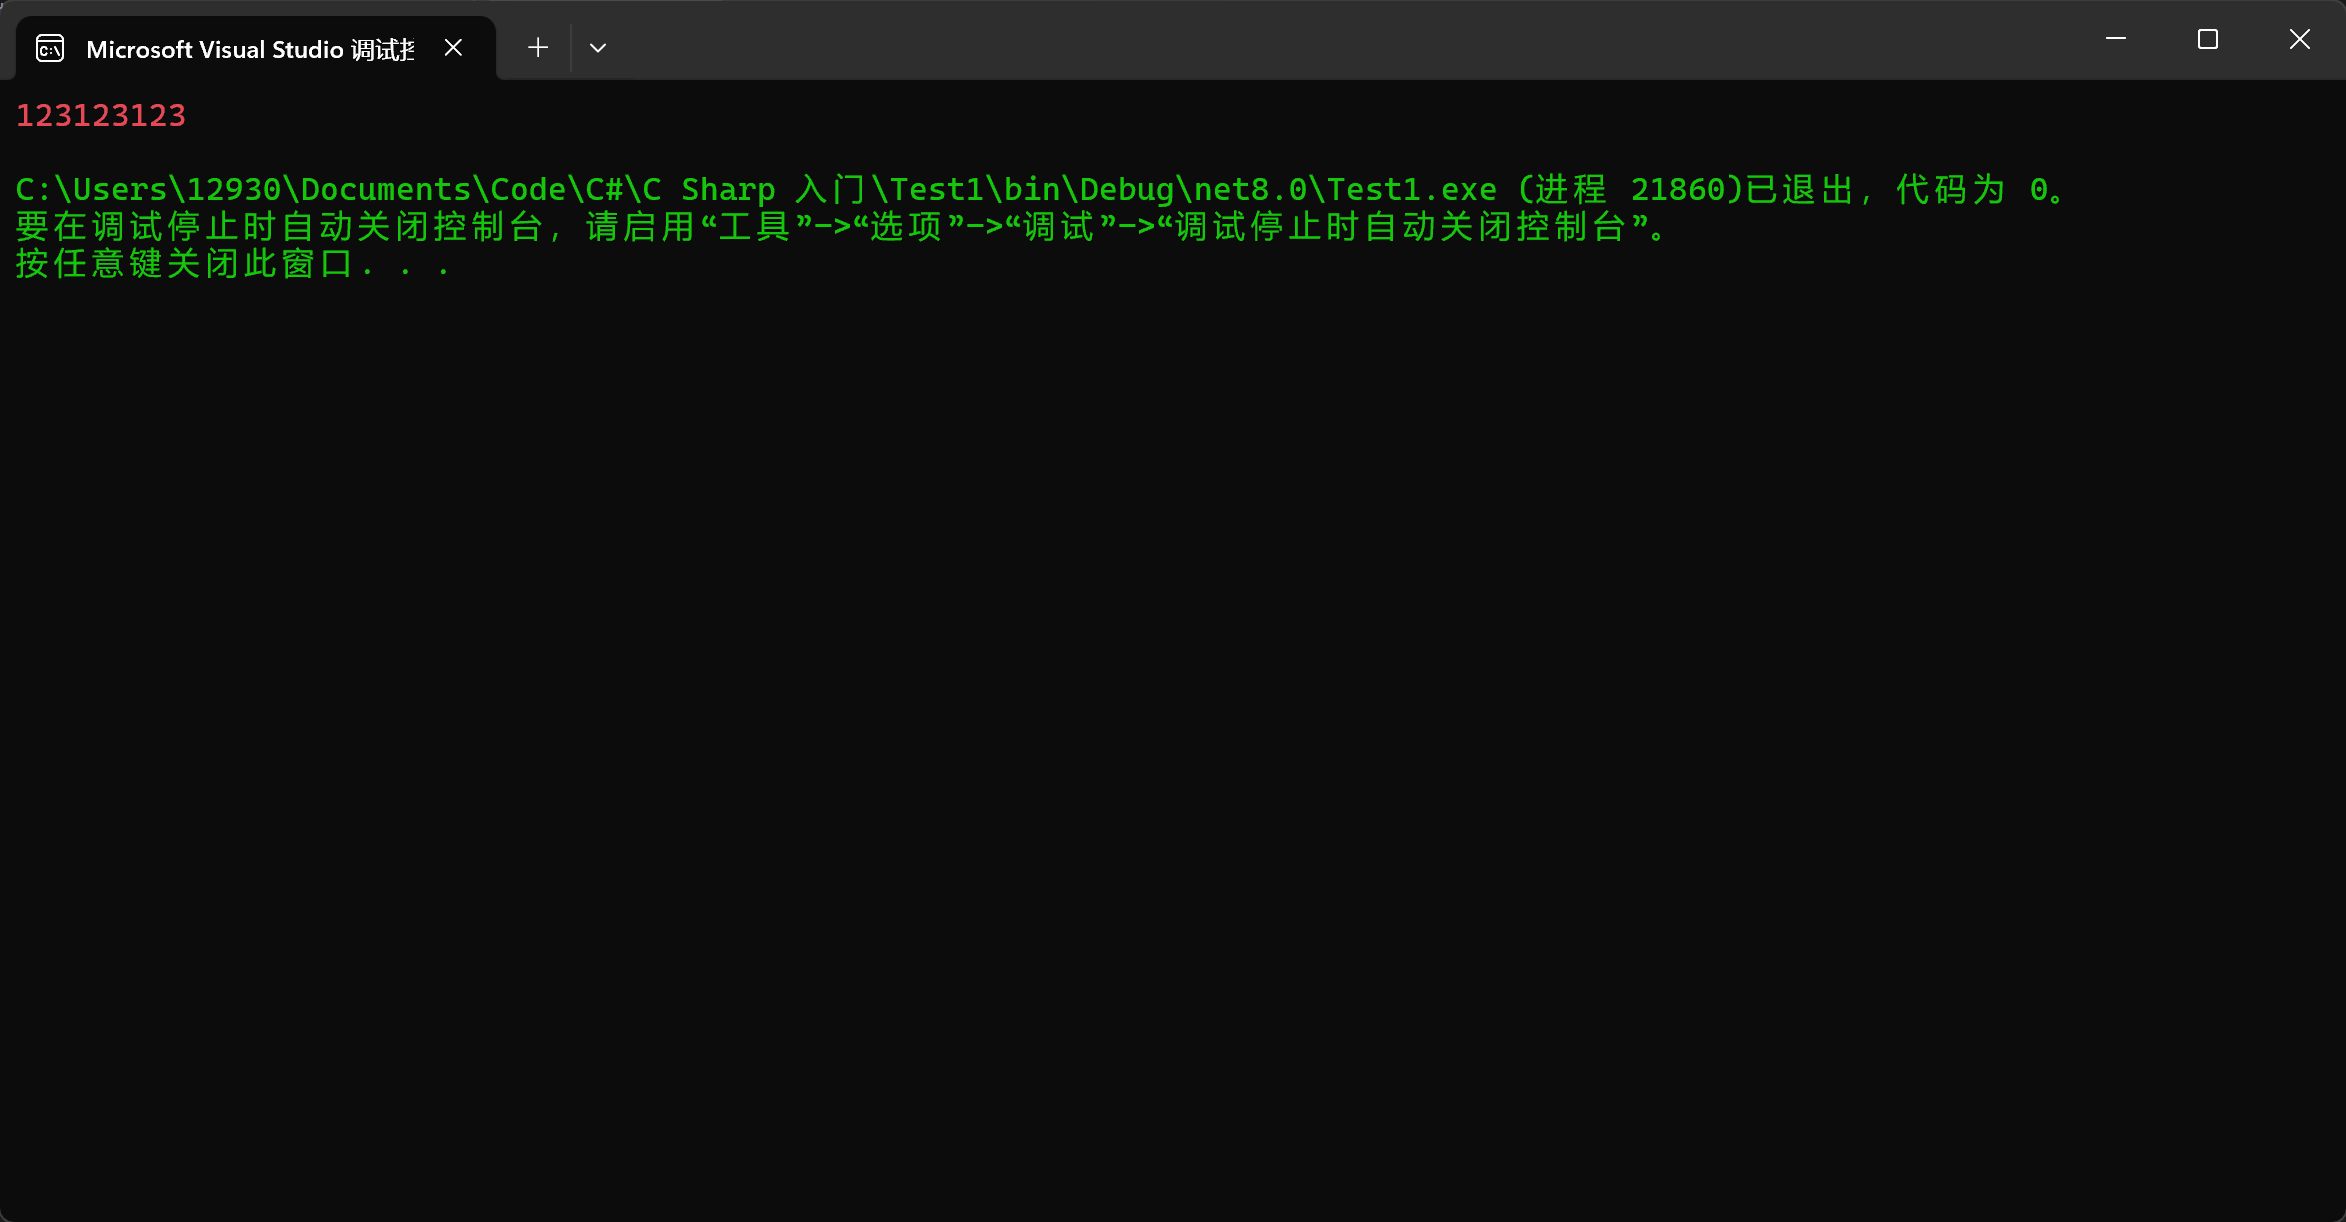 Microsoft Visual Studio 调试
123123123
C:\Users\12930\Documents\Code\C#\C Sharp 入门\Test1\bin\Debug\net8.0\Test1.exe (进程 21860)已退出，代码为 0。
要在调试停止时自动关闭控制台，请启用“工具”->“选项”->“调试”->“调试停止时自动关闭控制台”。
按任意键关闭此窗口. . .